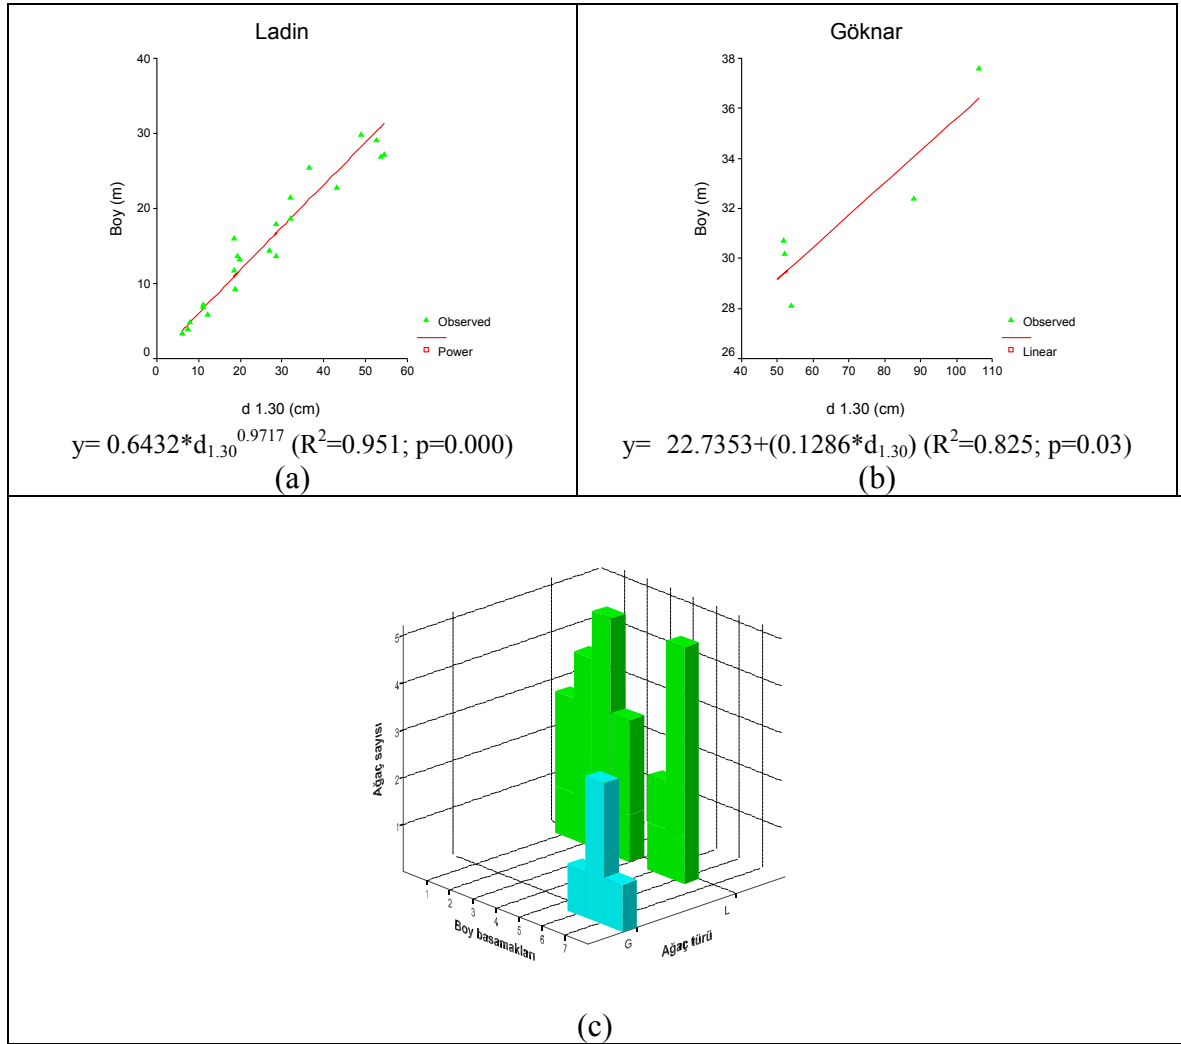 Ladin
40
30
20
10
0
Boy (m)
0 10 20 30 40 50 60
d 1.30 (cm)
Observed
Power
y= 0.6432*d1.30^0.9717 (R²=0.951; p=0.000)
(a)
Göknar
38
36
34
32
30
28
26
Boy (m)
40 50 60 70 80 90 100 110
d 1.30 (cm)
Observed
Linear
y= 22.7353+(0.1286*d1.30) (R²=0.825; p=0.03)
(b)
5
4
3
2
1
Ağaç sayısı
1 2 3 4 5 6 7
Boy basamakları
G L
Ağaç türü
(c)